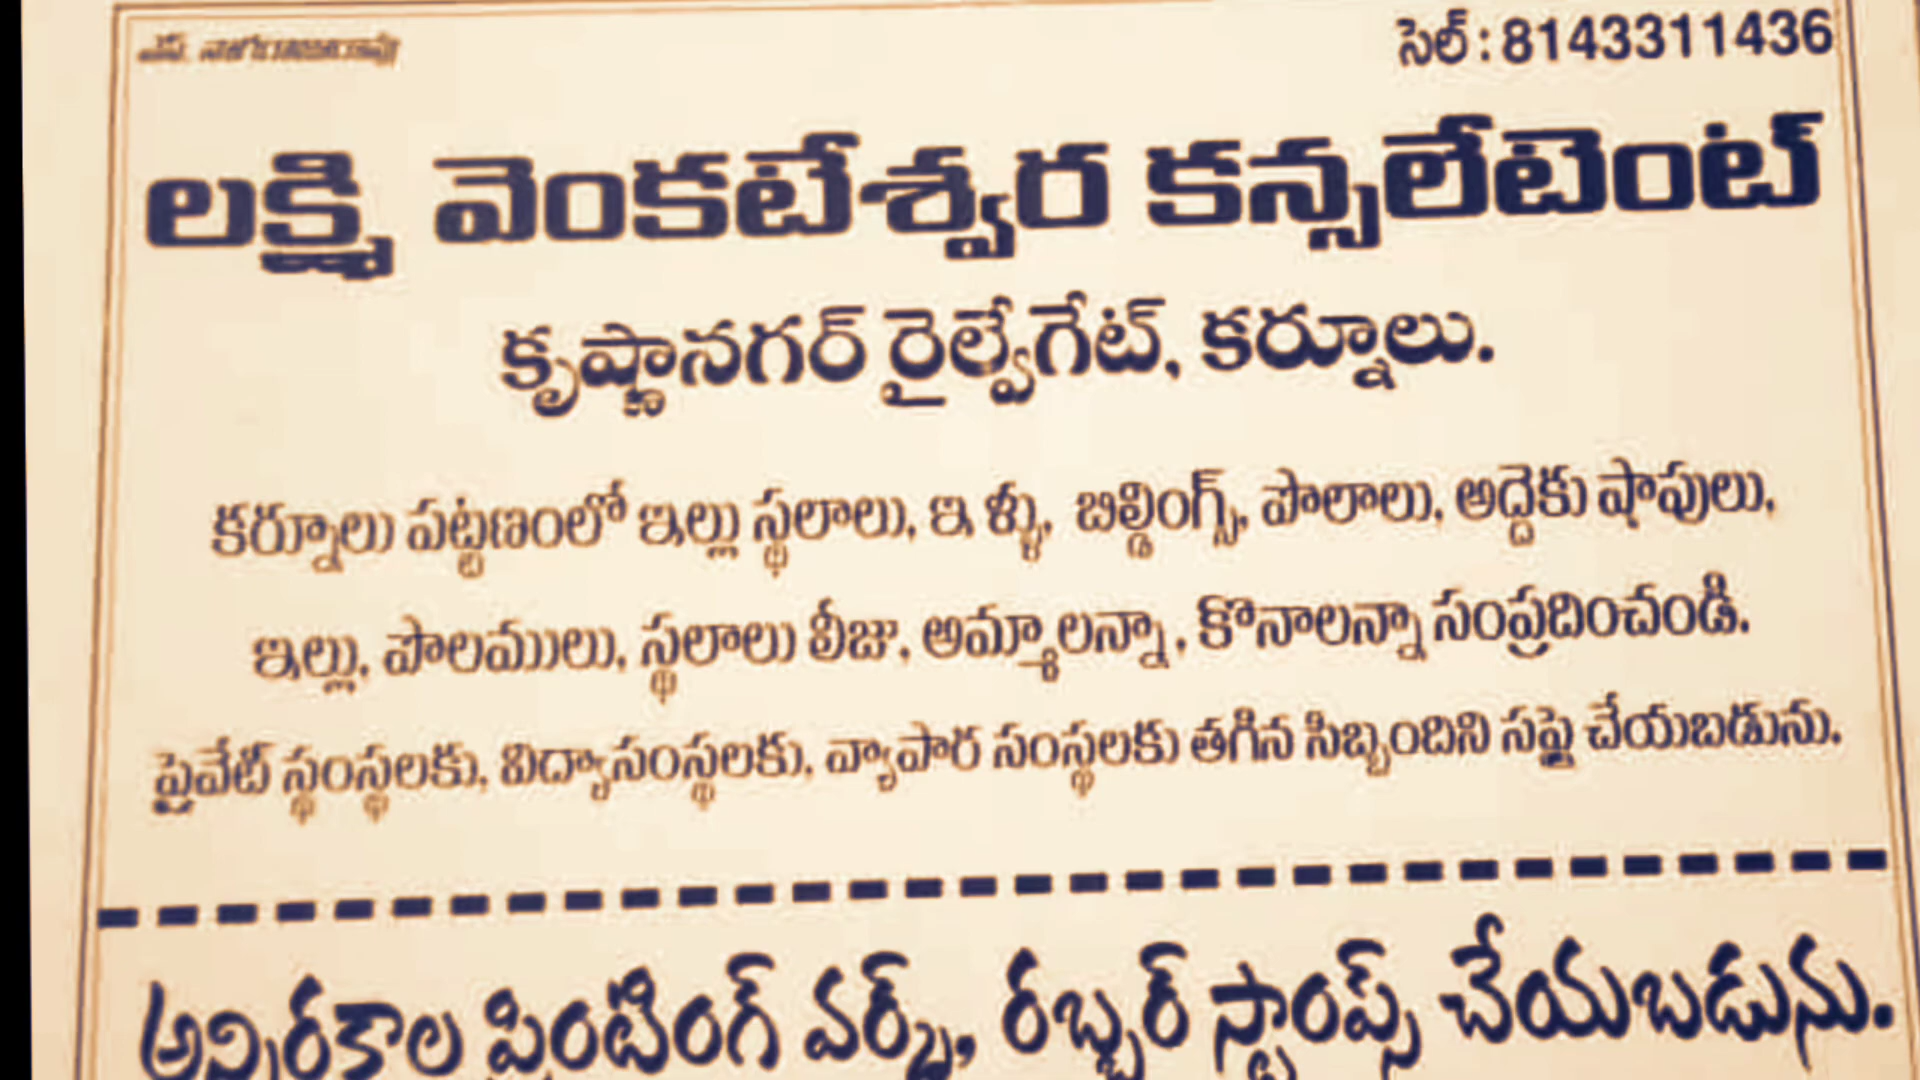 సెల్ : 8143311436
లక్ష్మి వెంకటేశ్వర కన్సలేటెంట్
కృష్ణానగర్ రైల్వేగేట్, కర్నూలు.
కర్నూలు పట్టణంలో ఇల్లు స్థలాలు, ఇ ళ్ళు, బిల్డింగ్స్, పొలాలు, అద్దెకు షాపులు,
ఇల్లు, పొలములు, స్థలాలు లీజు, అమ్మాలన్నా, కొనాలన్నా సంప్రదించండి.
ప్రైవేట్ స్థంస్థలకు, విద్యాసంస్థలకు, వ్యాపార సంస్థలకు తగిన సిబ్బందిని సప్లై చేయబడును.
అన్నిరకాల ప్రింటింగ్ వర్క్స్, రబ్బర్ స్టాంప్స్ చేయబడును.